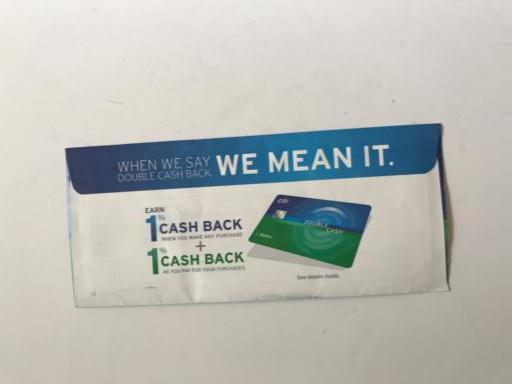 WHEN WE SAY
DOUBLE CASH BACK,
WE MEAN IT.
EARN
1% CASH BACK
WHEN YOU MAKE ANY PURCHASE
+
1% CASH BACK
AS YOU PAY FOR YOUR PURCHASES
citi
DOUBLE
CASH
See details inside.